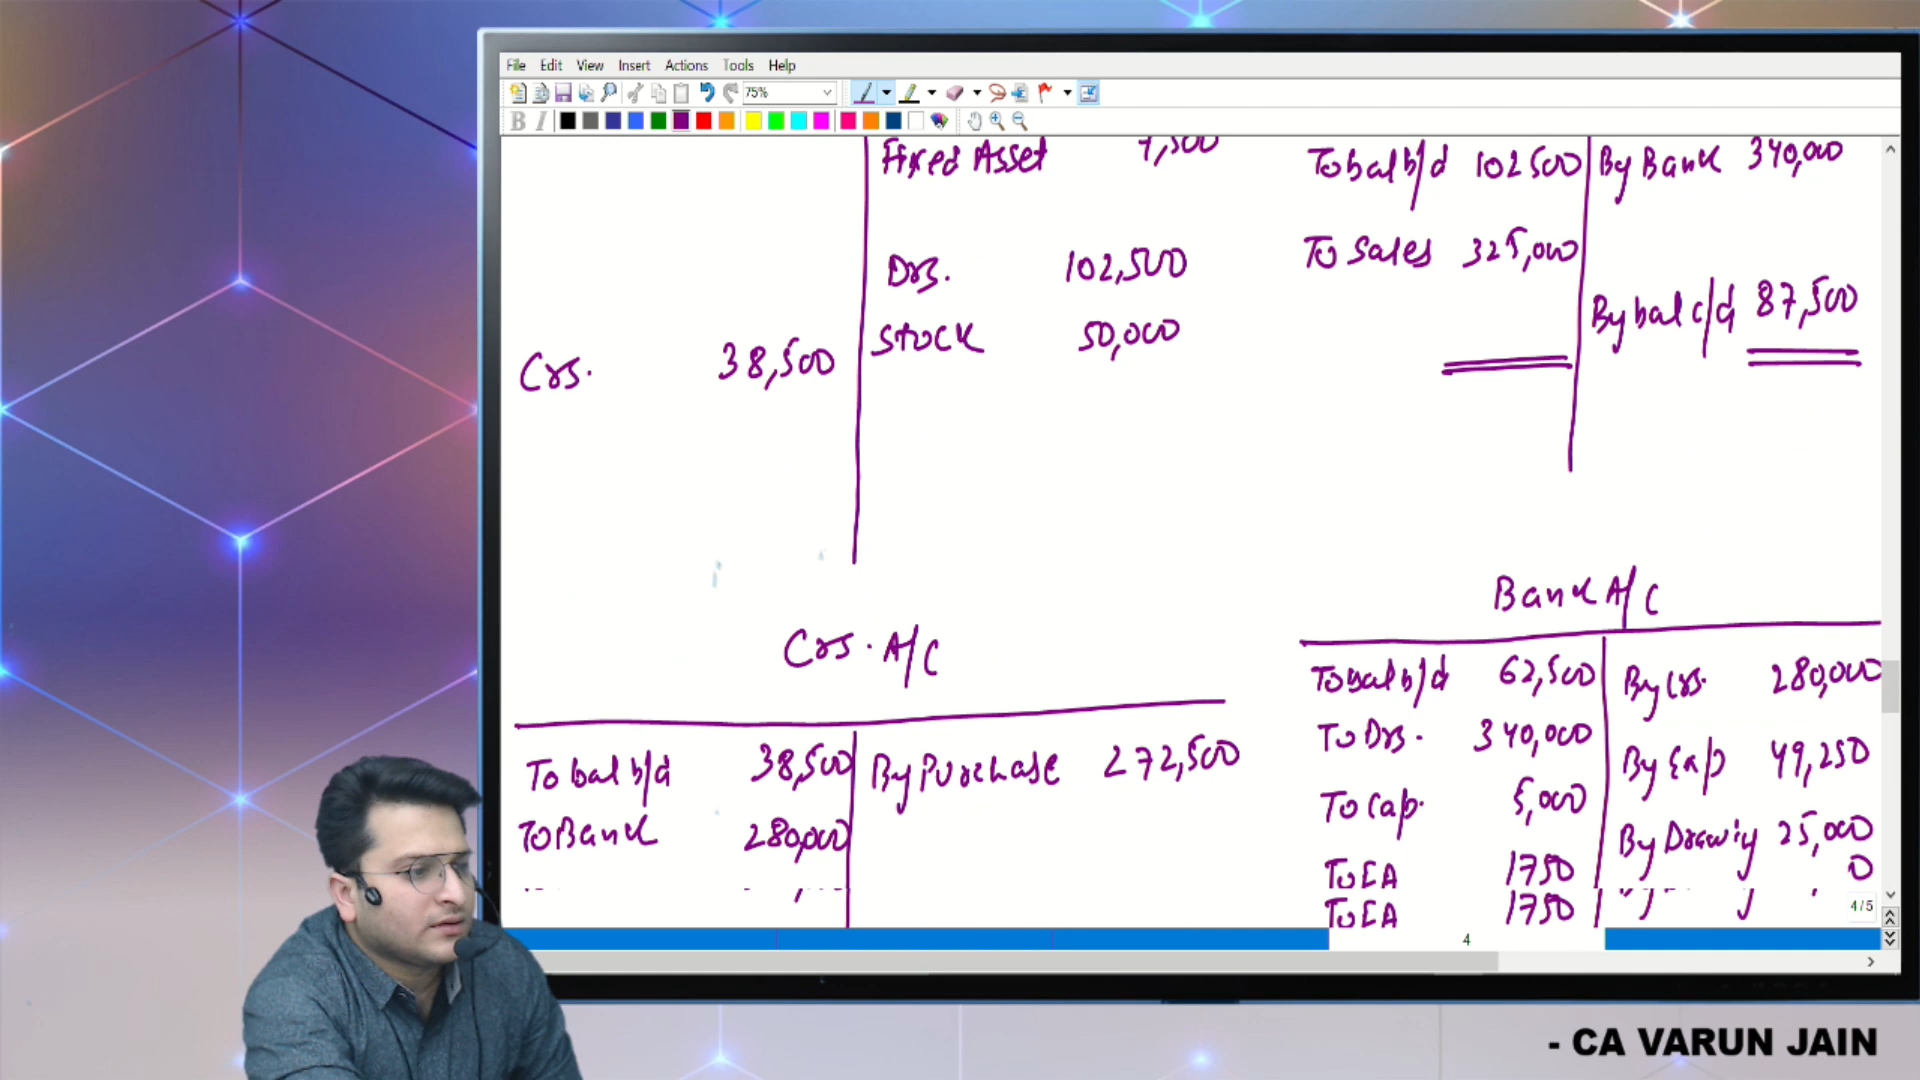 File Edit View Insert Actions Tools Help
75%
B I
Fixed Asset 7,500
Drs. 102,500
Stock 50,000
Crs. 38,500
To bal b/d 102500 By Bank 340,000
To Sales 325,000
By bal c/d 87,500
Crs. A/C
To bal b/d 38,500 By Purchase 272,500
To Bank 280,000
Bank A/C
To bal b/d 62,500 By Crs. 280,000
To Drs. 340,000 By Exp 49,250
To Cap. 5,000 By Drawing 25,000
To FA 1750 0
To FA 1750
4/5
4
- CA VARUN JAIN